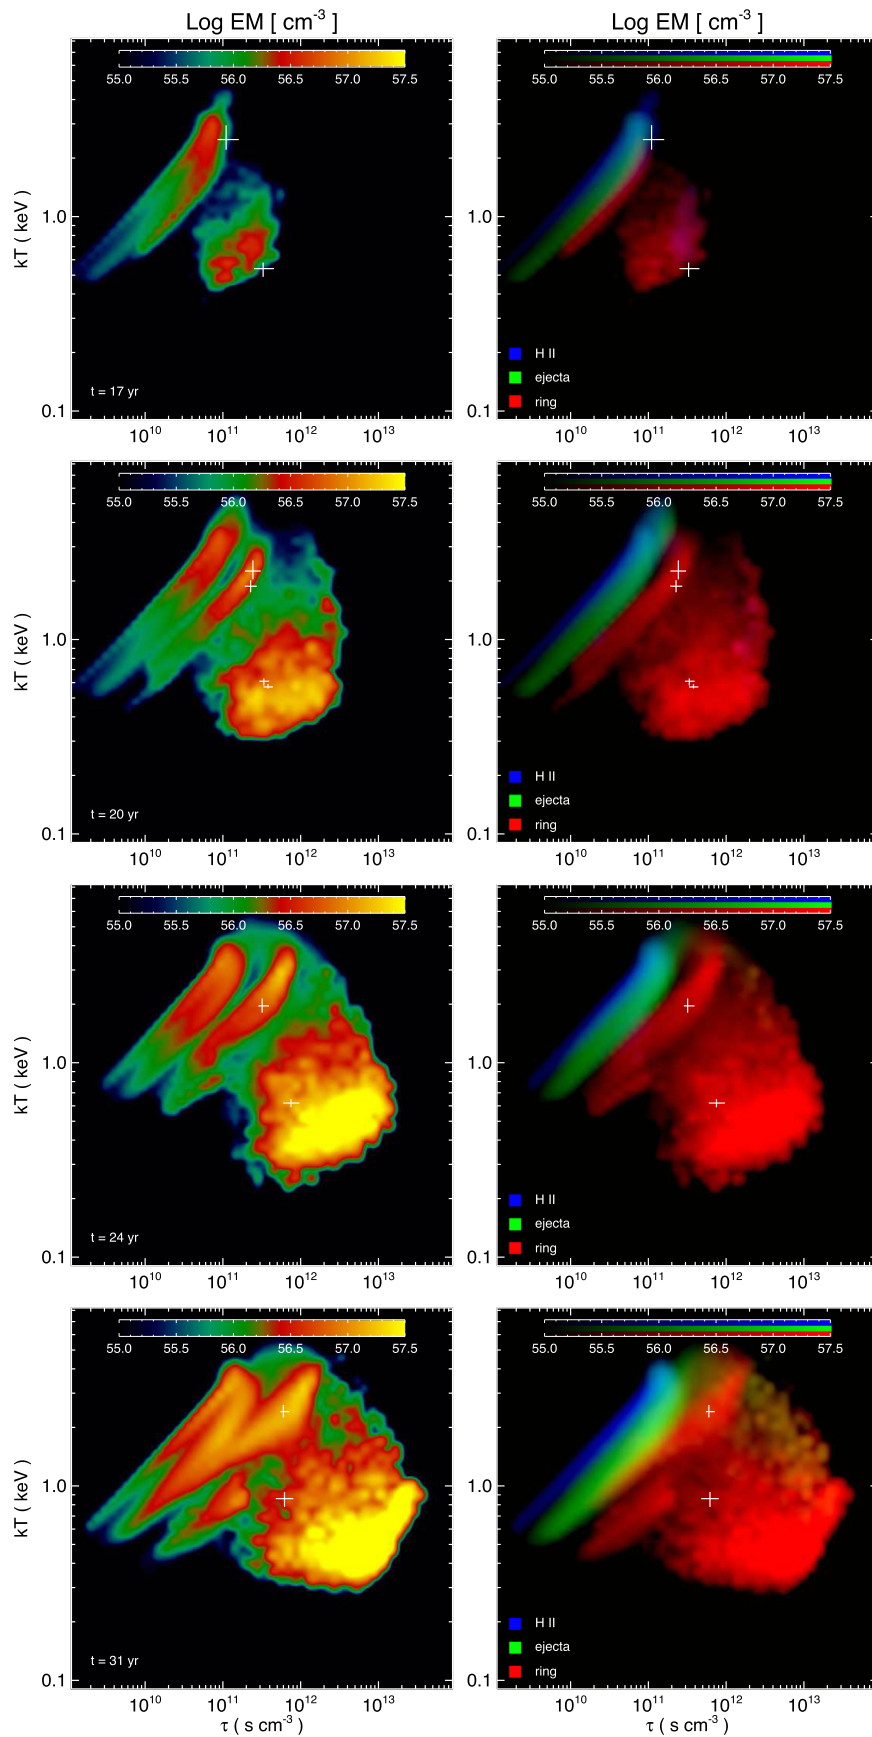 Log EM [ cm⁻³ ] Log EM [ cm⁻³ ]
55.0 55.5 56.0 56.5 57.0 57.5 55.0 55.5 56.0 56.5 57.0 57.5
kT ( keV )
1.0 1.0
H II
ejecta
t = 17 yr
ring
0.1 0.1
10¹⁰ 10¹¹ 10¹² 10¹³ 10¹⁰ 10¹¹ 10¹² 10¹³
55.0 55.5 56.0 56.5 57.0 57.5 55.0 55.5 56.0 56.5 57.0 57.5
kT ( keV )
1.0
H II
ejecta
t = 20 yr
ring
0.1
10¹⁰ 10¹¹ 10¹² 10¹³ 10¹⁰ 10¹¹ 10¹² 10¹³
55.0 55.5 56.0 56.5 57.0 57.5 55.0 55.5 56.0 56.5 57.0 57.5
kT ( keV )
1.0
H II
ejecta
t = 24 yr
ring
0.1
10¹⁰ 10¹¹ 10¹² 10¹³ 10¹⁰ 10¹¹ 10¹² 10¹³
55.0 55.5 56.0 56.5 57.0 57.5 55.0 55.5 56.0 56.5 57.0 57.5
kT ( keV )
1.0
H II
ejecta
t = 31 yr
ring
0.1
10¹⁰ 10¹¹ 10¹² 10¹³ 10¹⁰ 10¹¹ 10¹² 10¹³
τ ( s cm⁻³ ) τ ( s cm⁻³ )